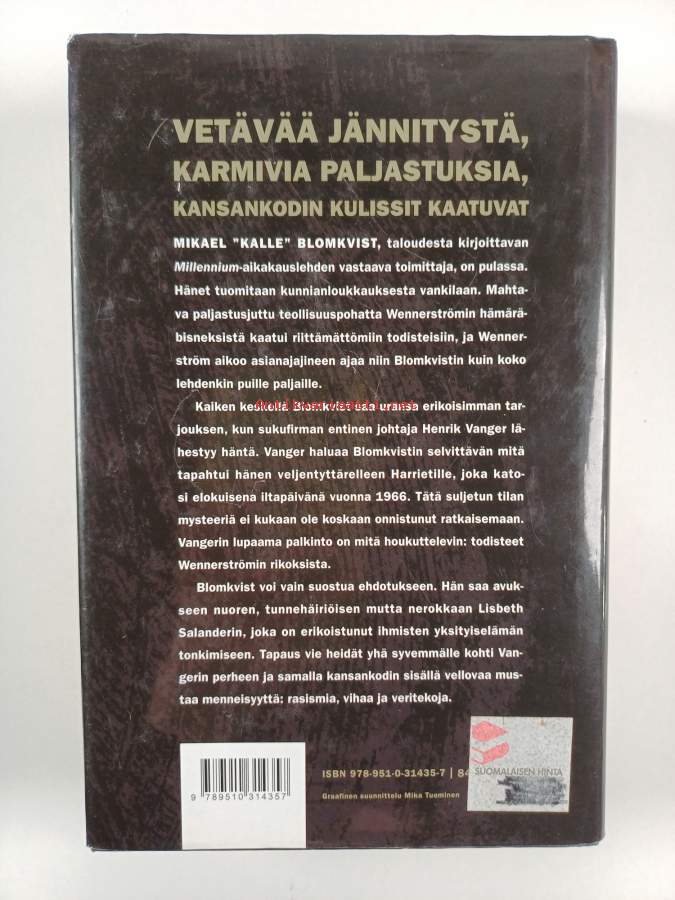 VETÄVÄÄ JÄNNITYSTÄ,
KARMIVIA PALJASTUKSIA,
KANSANKODIN KULISSIT KAATUVAT
MIKAEL ”KALLE” BLOMKVIST, taloudesta kirjoittavan
Millennium-aikakauslehden vastaava toimittaja, on pulassa.
Hänet tuomitaan kunnianloukkauksesta vankilaan. Mahta-
va paljastusjuttu teollisuuspohatta Wennerströmin hämärä-
bisneksistä kaatui riittämättömiin todisteisiin, ja Wenner-
ström aikoo asianajajineen ajaa niin Blomkvistin kuin koko
lehdenkin puille paljaille.
Kaiken keskellä Blomkvist saa uransa erikoisimman tar-
jouksen, kun sukufirman entinen johtaja Henrik Vanger lä-
hestyy häntä. Vanger haluaa Blomkvistin selvittävän mitä
tapahtui hänen veljentyttärelleen Harrietille, joka kato-
si elokuisena iltapäivänä vuonna 1966. Tätä suljetun tilan
mysteeriä ei kukaan ole koskaan onnistunut ratkaisemaan.
Vangerin lupaama palkinto on mitä houkuttelevin: todisteet
Wennerströmin rikoksista.
Blomkvist voi vain suostua ehdotukseen. Hän saa avuk-
seen nuoren, tunnehäiriöisen mutta nerokkaan Lisbeth
Salanderin, joka on erikoistunut ihmisten yksityiselämän
tonkimiseen. Tapaus vie heidät yhä syvemmälle kohti Van-
gerin perheen ja samalla kansankodin sisällä vellovaa mus-
taa menneisyyttä: rasismia, vihaa ja veritekoja.
ISBN 978-951-0-31435-7 | 84
SUOMALAISEN HINTA
Graafinen suunnittelu Mika Tuominen
9 789510 314357